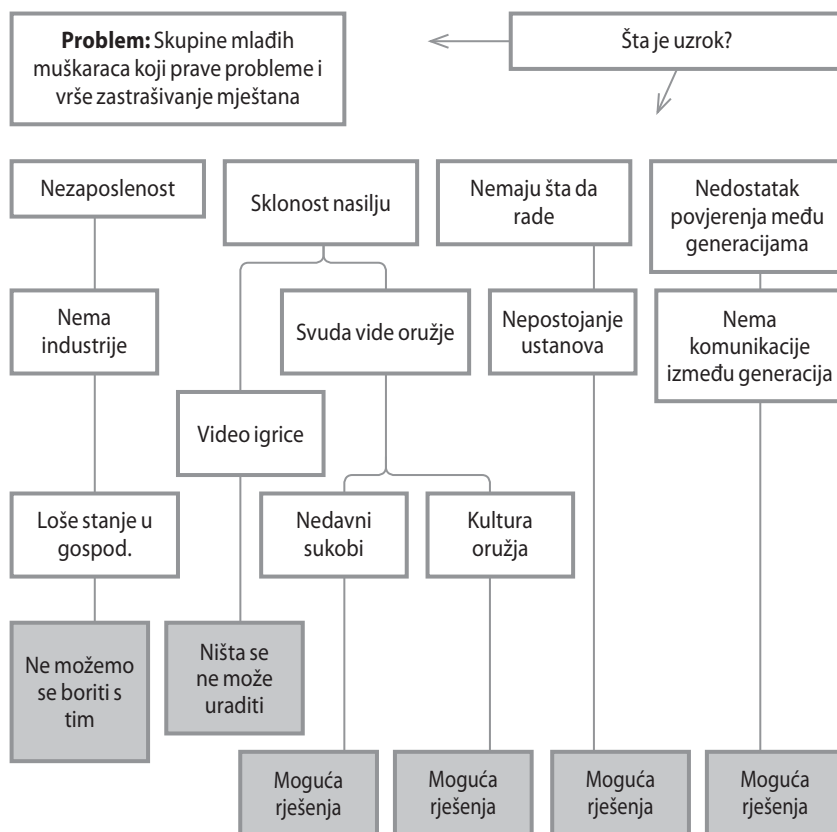 Problem: Skupine mlađih
muškaraca koji prave probleme i
vrše zastrašivanje mještana
Šta je uzrok?
Nezaposlenost
Sklonost nasilju
Nemaju šta da
rade
Nedostatak
povjerenja među
generacijama
Nema
industrije
Svuda vide oružje
Nepostojanje
ustanova
Nema
komunikacije
između generacija
Video igrice
Loše stanje u
gospod.
Nedavni
sukobi
Kultura
oružja
Ne možemo
se boriti s
tim
Ništa se
ne može
uraditi
Moguća
rješenja
Moguća
rješenja
Moguća
rješenja
Moguća
rješenja